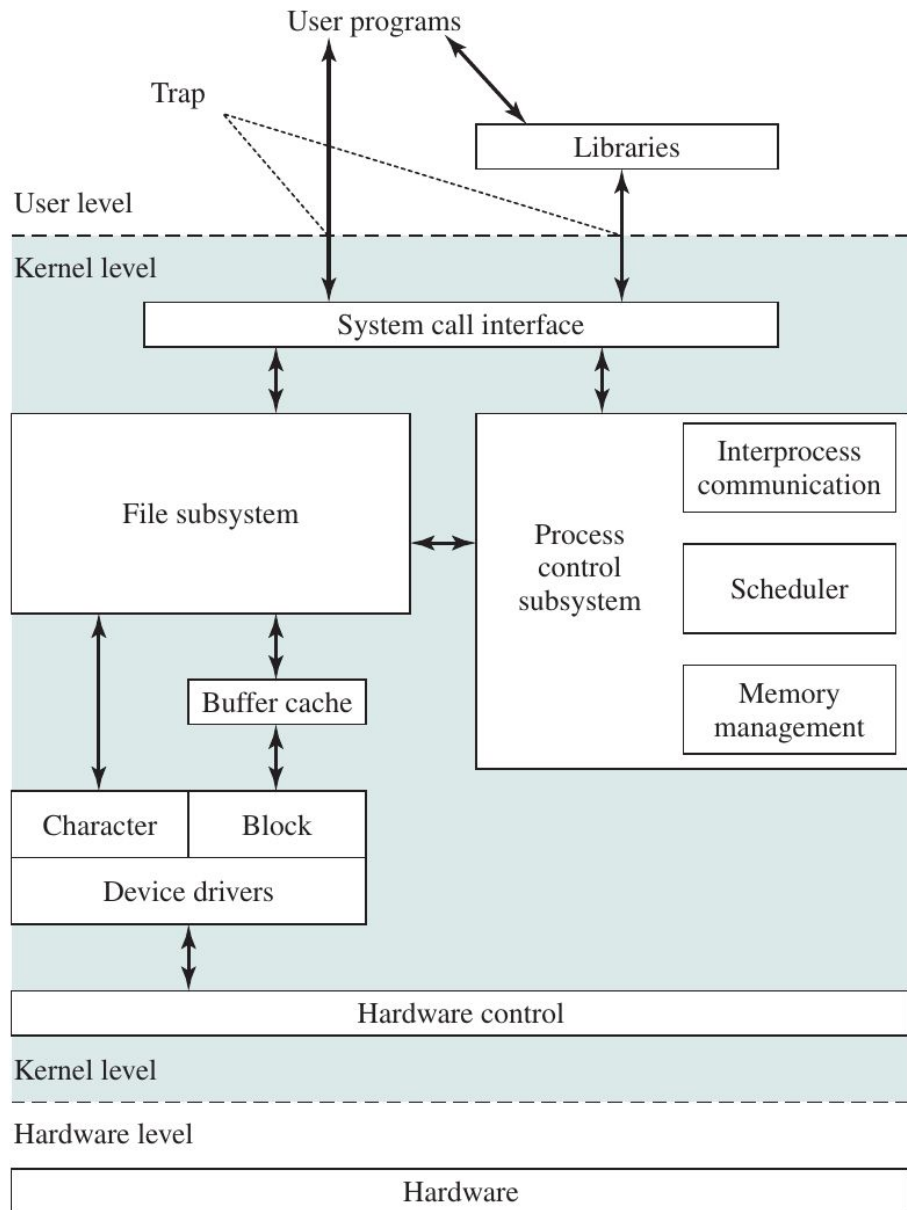 User programs
Trap
Libraries
User level
Kernel level
System call interface
File subsystem
Process
control
subsystem
Interprocess
communication
Scheduler
Memory
management
Buffer cache
Character
Block
Device drivers
Hardware control
Kernel level
Hardware level
Hardware